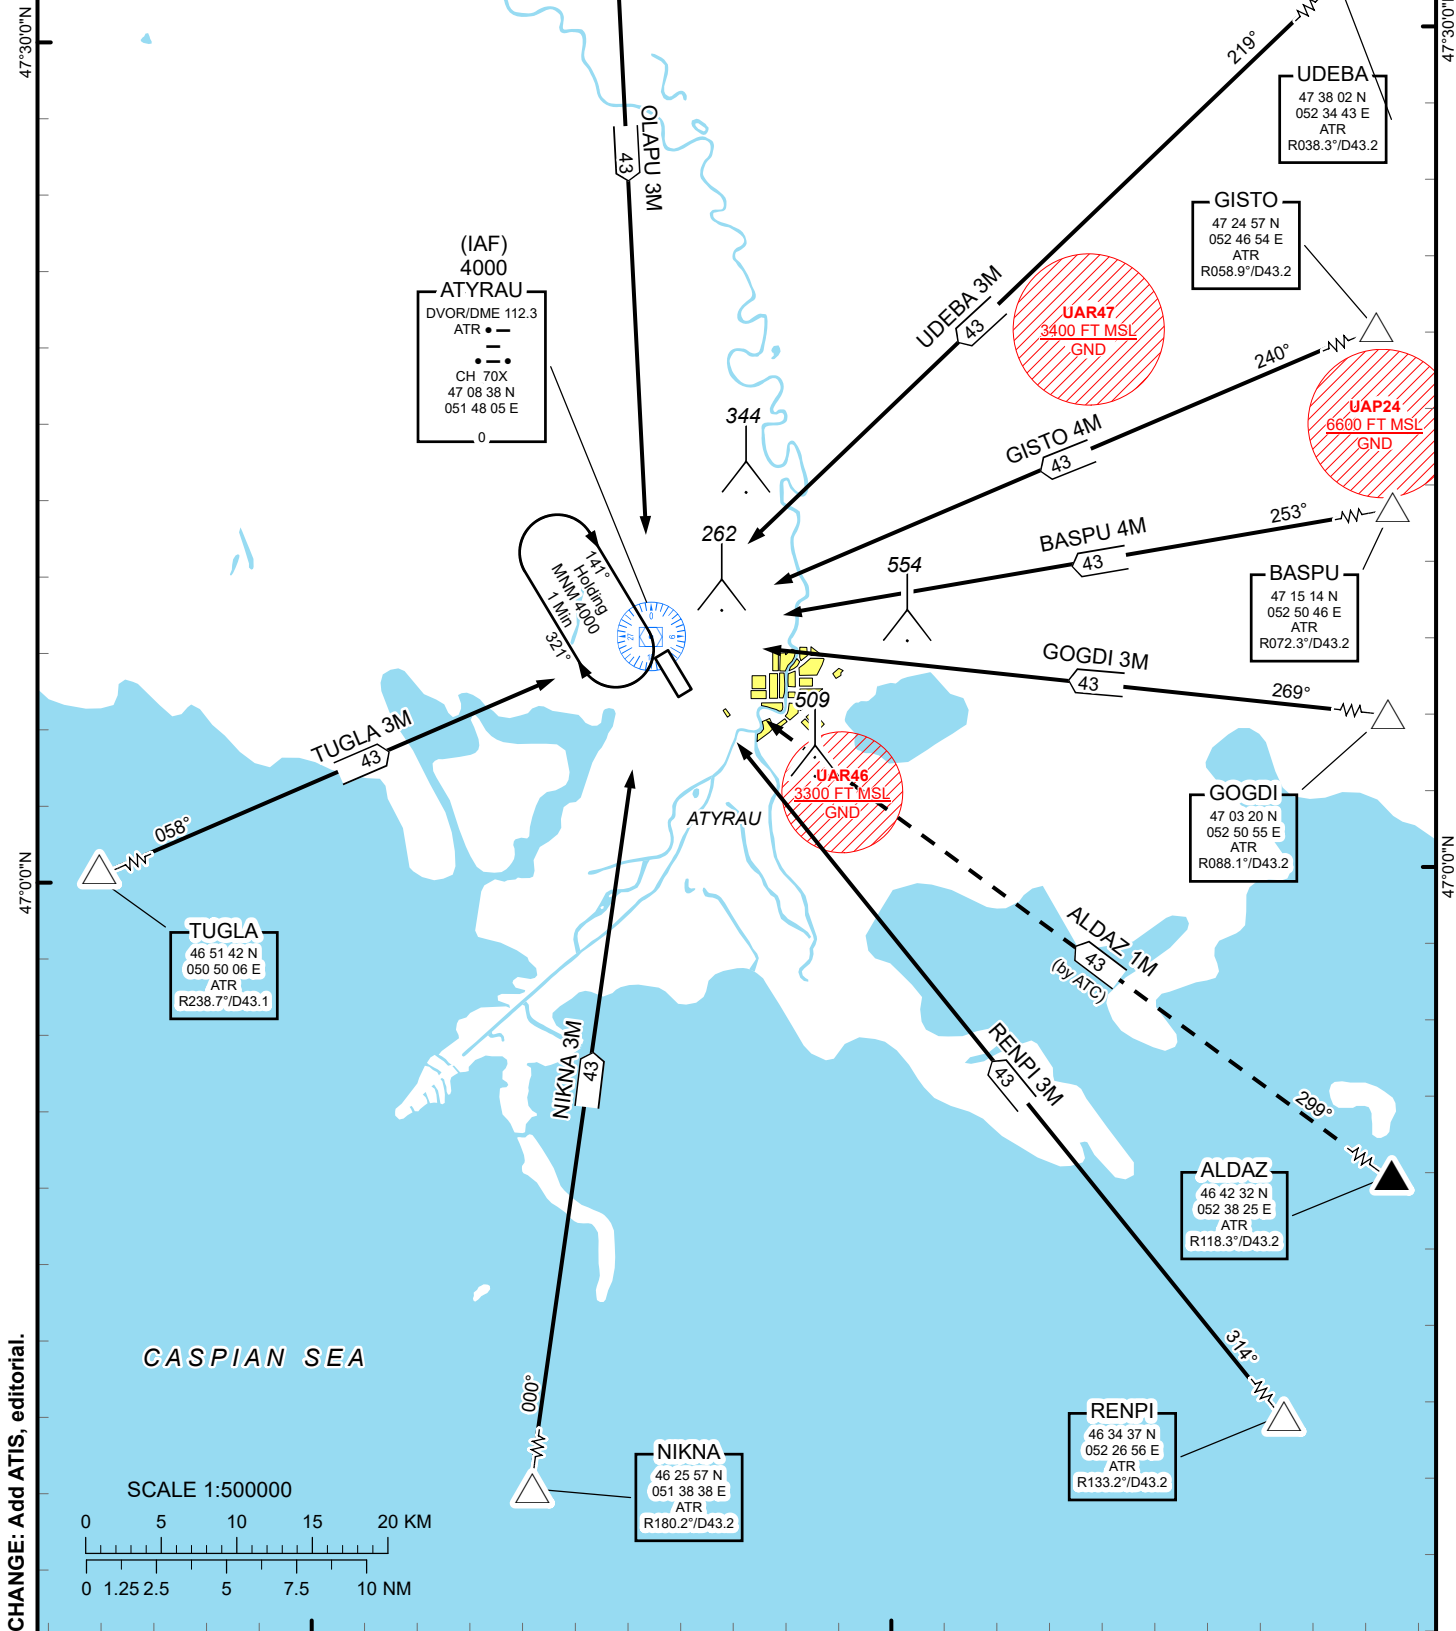 47°30'0"N
47°30'0"N
219°
UDEBA
47 38 02 N
052 34 43 E
ATR
R038.3°/D43.2
OLAPU 3M
43
GISTO
47 24 57 N
052 46 54 E
ATR
R058.9°/D43.2
(IAF)
4000
ATYRAU
DVOR/DME 112.3
ATR
CH 70X
47 08 38 N
051 48 05 E
0
UDEBA 3M
43
UAR47
3400 FT MSL
GND
240°
GISTO 4M
43
UAP24
6600 FT MSL
GND
344
262
554
253°
BASPU 4M
43
BASPU
47 15 14 N
052 50 46 E
ATR
R072.3°/D43.2
141°
Holding
MNM 4000
1 Min
321°
0
9
27
GOGDI 3M
43
269°
GOGDI
47 03 20 N
052 50 55 E
ATR
R088.1°/D43.2
509
TUGLA 3M
43
058°
UAR46
3300 FT MSL
GND
ATYRAU
47°0'0"N
47°0'0"N
TUGLA
46 51 42 N
050 50 06 E
ATR
R238.7°/D43.1
ALDAZ 1M
43
(by ATC)
299°
NIKNA 3M
43
RENPI 3M
43
ALDAZ
46 42 32 N
052 38 25 E
ATR
R118.3°/D43.2
314°
CASPIAN SEA
000°
RENPI
46 34 37 N
052 26 56 E
ATR
R133.2°/D43.2
NIKNA
46 25 57 N
051 38 38 E
ATR
R180.2°/D43.2
SCALE 1:500000
0 5 10 15 20 KM
0 1.25 2.5 5 7.5 10 NM
CHANGE: Add ATIS, editorial.